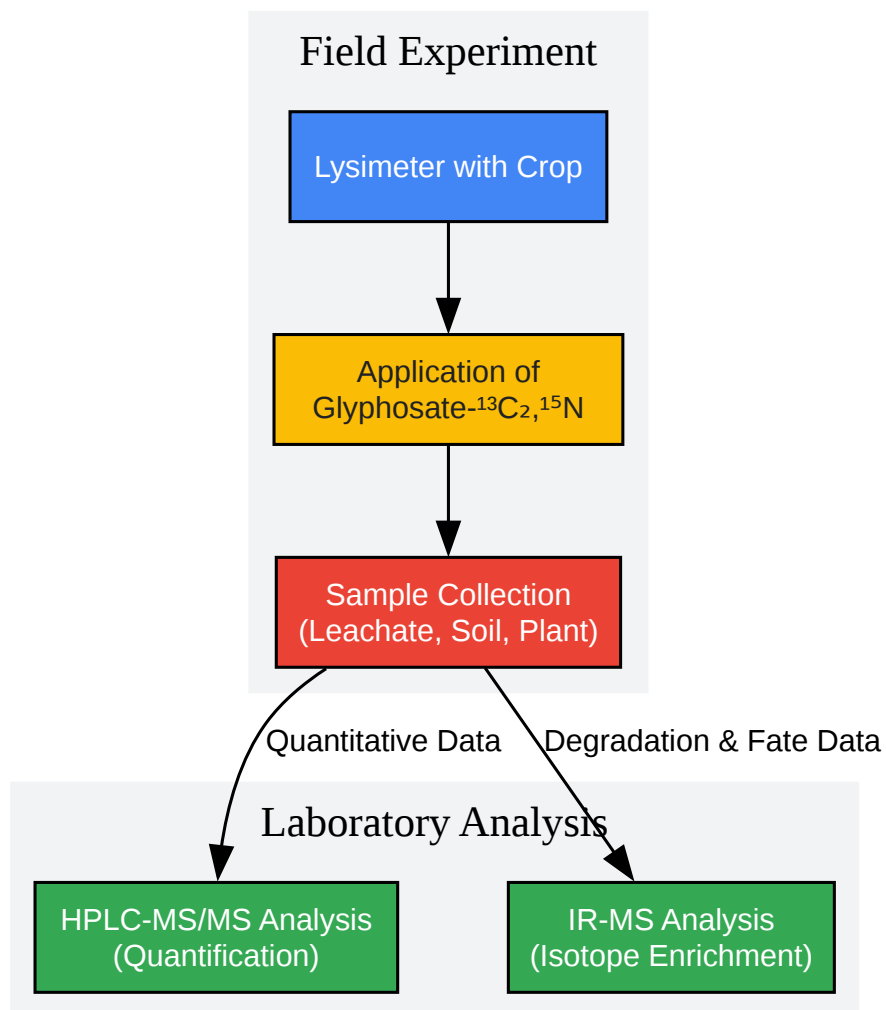 Field Experiment
Lysimeter with Crop
Application of
Glyphosate-¹³C₂,¹⁵N
Sample Collection
(Leachate, Soil, Plant)
Quantitative Data
Degradation & Fate Data
Laboratory Analysis
HPLC-MS/MS Analysis
(Quantification)
IR-MS Analysis
(Isotope Enrichment)